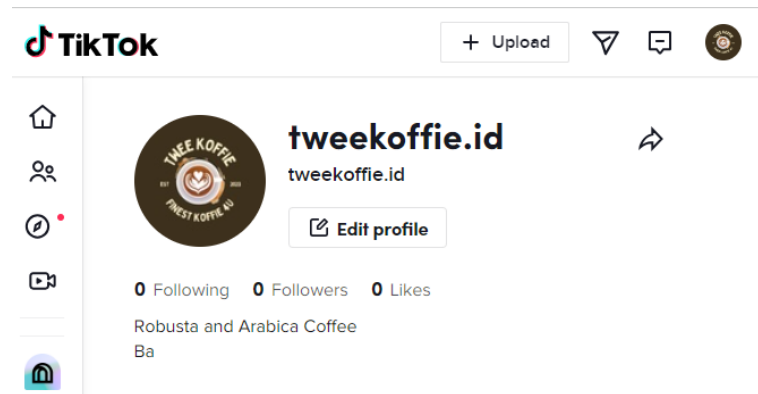 TikTok
+ Upload
TWEE KOFFIE
EST 2023
FINEST KOFFIE 4U
tweekoffie.id
tweekoffie.id
Edit profile
0 Following 0 Followers 0 Likes
Robusta and Arabica Coffee
Ba